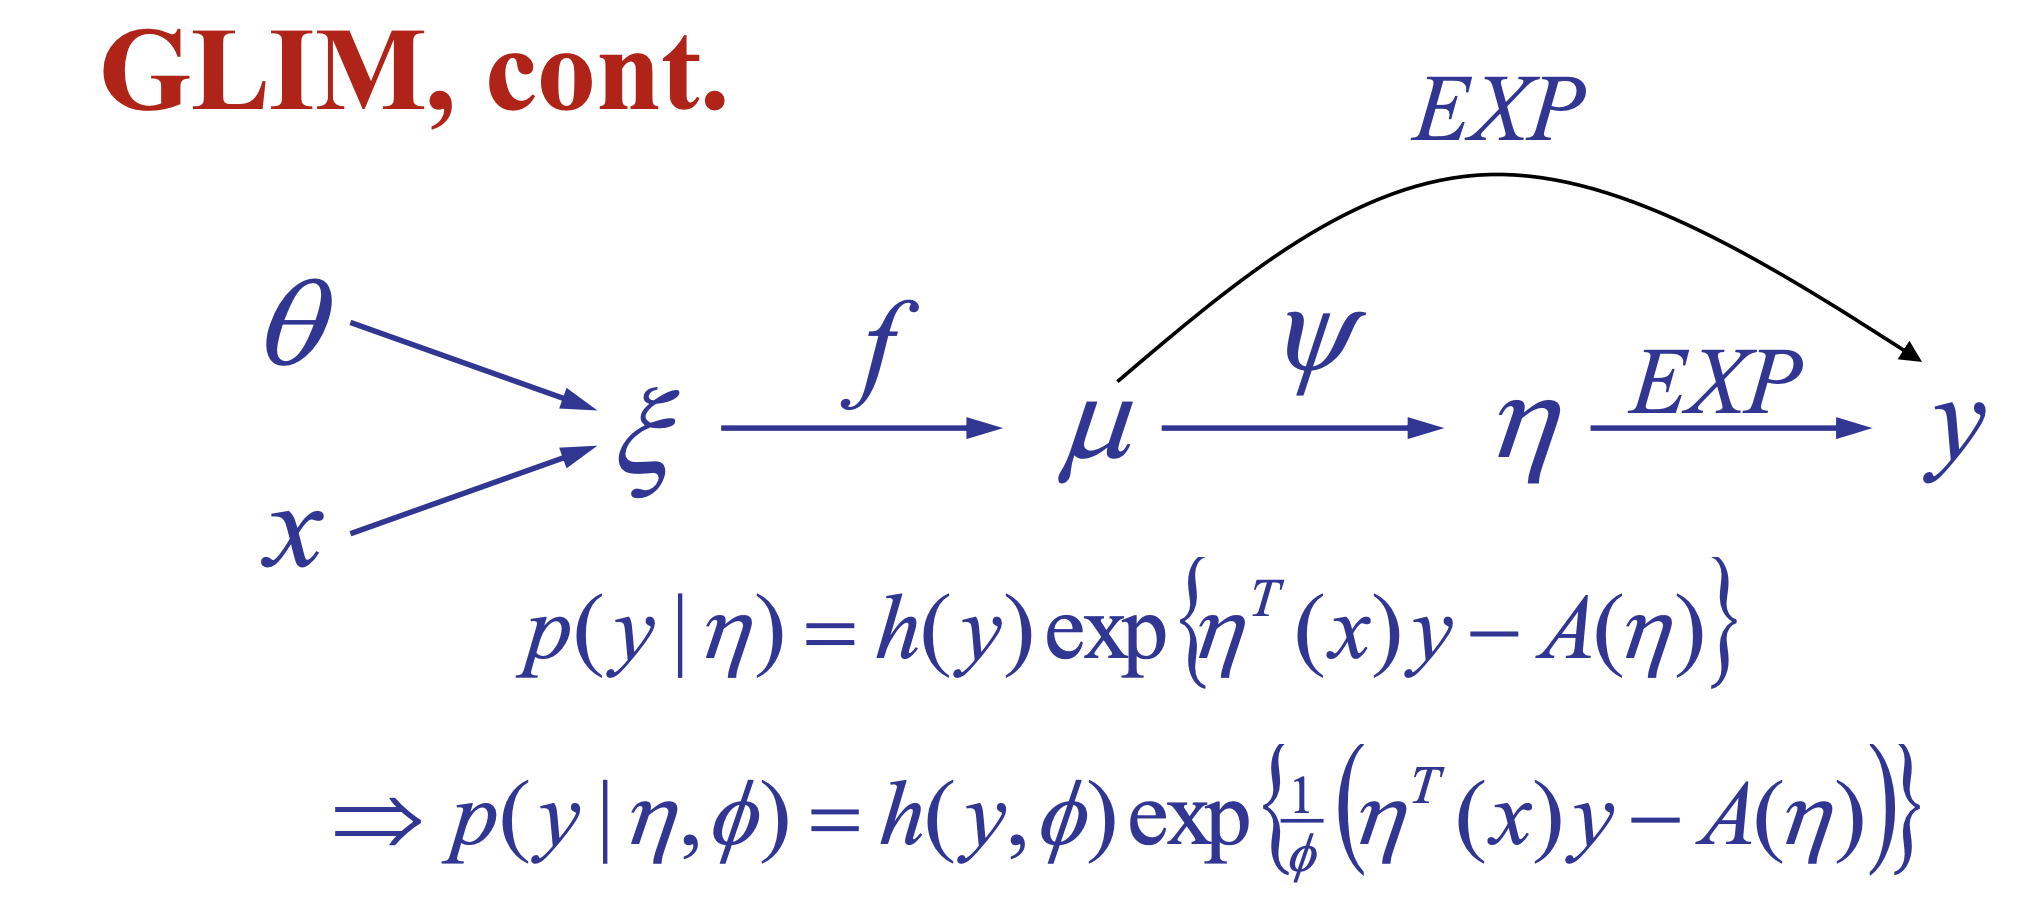 GLIM, cont.
EXP
θ
f
ψ
EXP
ξ
μ
η
y
x
p(y | η) = h(y) exp{η^T(x)y − A(η)}
⇒ p(y | η, ϕ) = h(y, ϕ) exp{1/ϕ (η^T(x)y − A(η))}